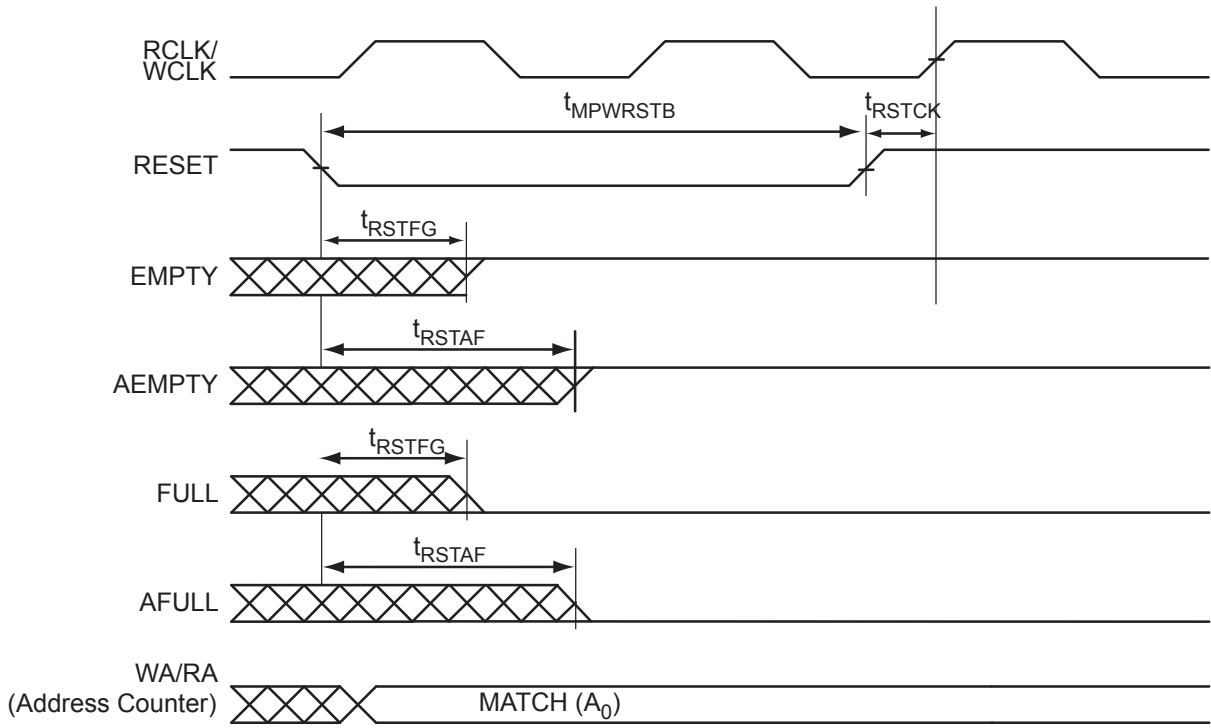 RCLK/
WCLK
tMPWRSTB
tRSTCK
RESET
tRSTFG
EMPTY
tRSTAF
AEMPTY
tRSTFG
FULL
tRSTAF
AFULL
WA/RA
(Address Counter)
MATCH (A0)